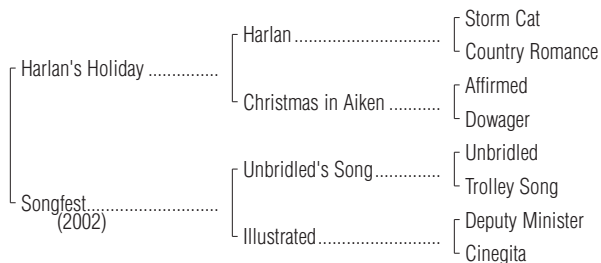 Storm Cat
Harlan..............................
Country Romance
Harlan's Holiday ...............
Affirmed
Christmas in Aiken ...........
Dowager
Unbridled
Unbridled's Song..............
Trolley Song
Songfest............................
(2002)
Deputy Minister
Illustrated..........................
Cinegita